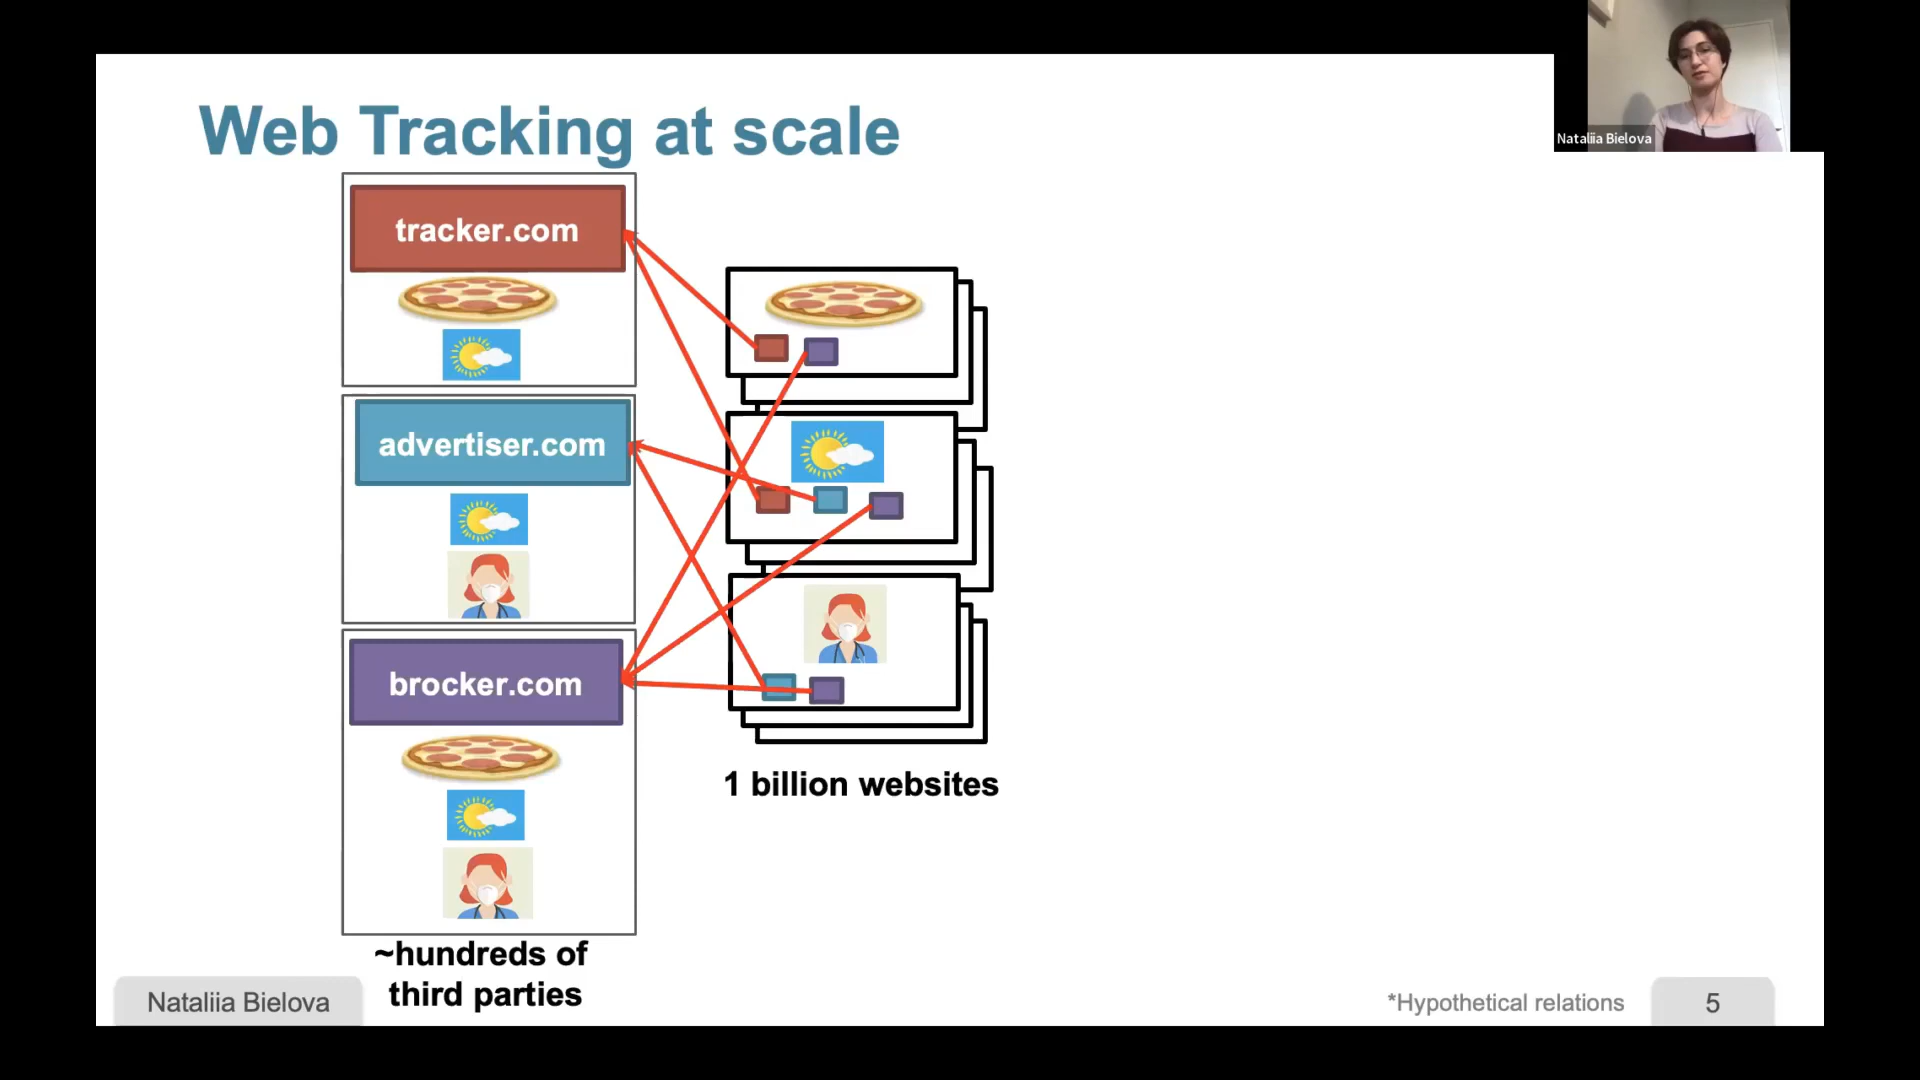 Web Tracking at scale
Nataliia Bielova
tracker.com
advertiser.com
brocker.com
1 billion websites
~hundreds of
third parties
Nataliia Bielova
*Hypothetical relations
5